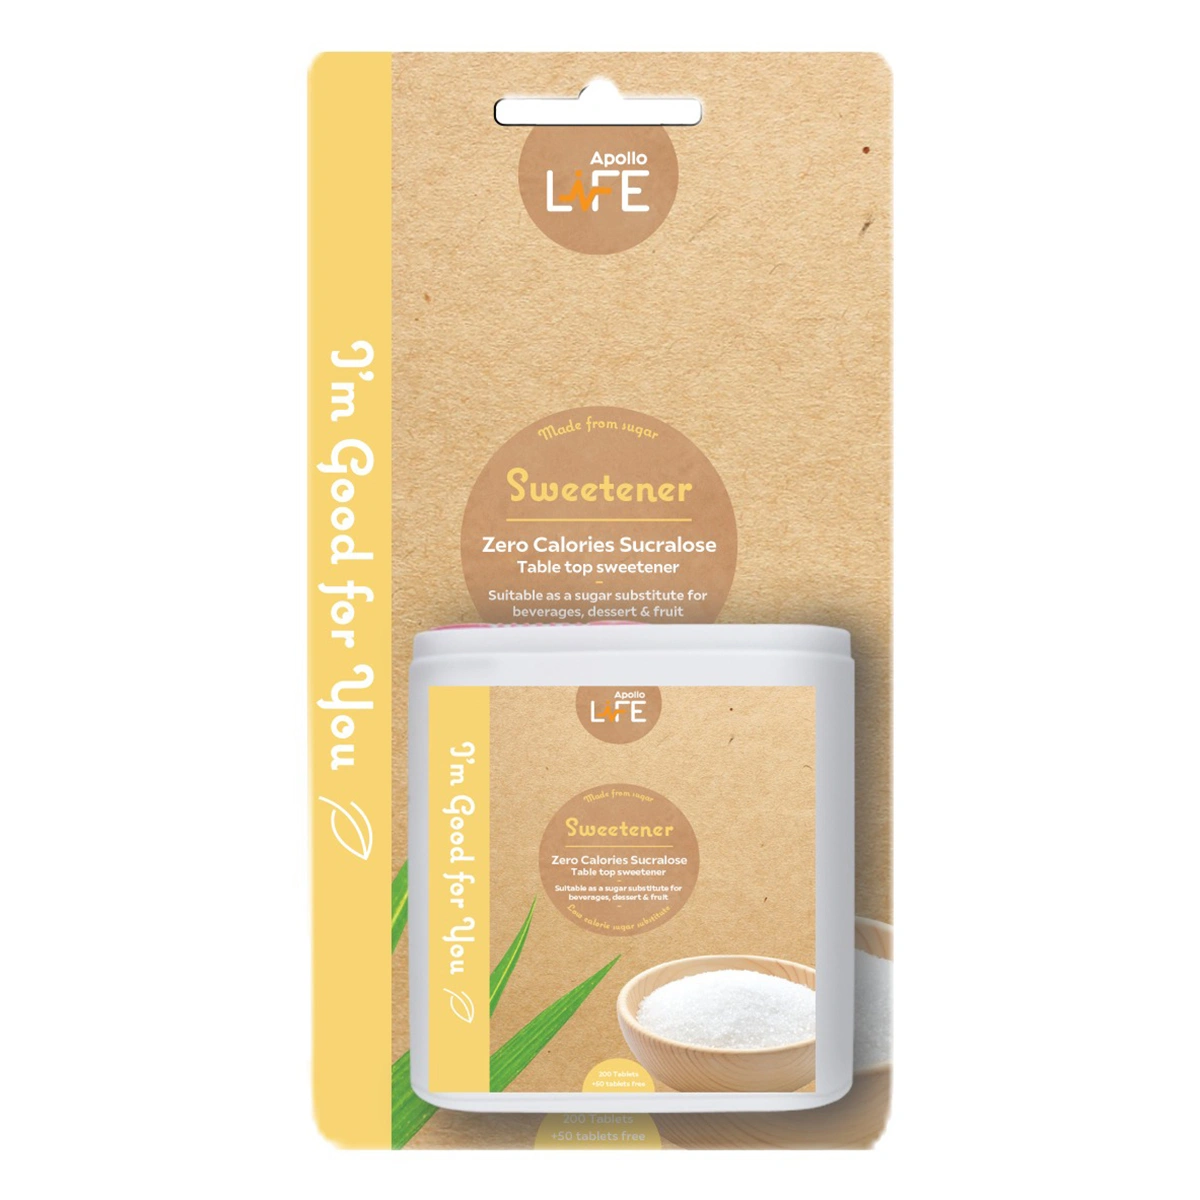 Apollo
LIFE
I'm Good for You
Made from sugar
Sweetener
Zero Calories Sucralose
Table top sweetener
Suitable as a sugar substitute for
beverages, dessert & fruit
Apollo
LIFE
I'm Good for You
Made from sugar
Sweetener
Zero Calories Sucralose
Table top sweetener
Suitable as a sugar substitute for
beverages, dessert & fruit
Low calorie sugar substitute
200 Tablets
+50 tablets free
200 Tablets
+50 tablets free